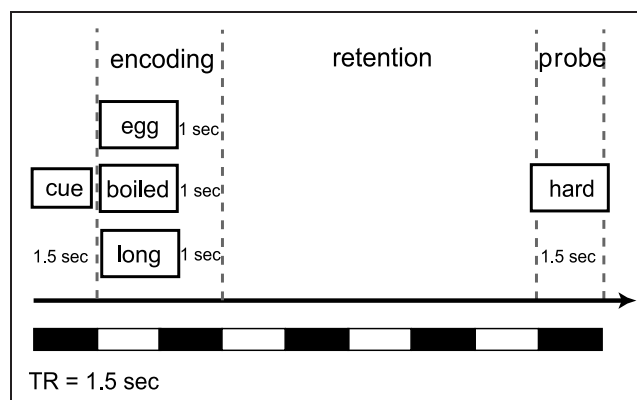 encoding retention probe
egg 1 sec
cue boiled 1 sec hard
1.5 sec long 1 sec 1.5 sec
TR = 1.5 sec